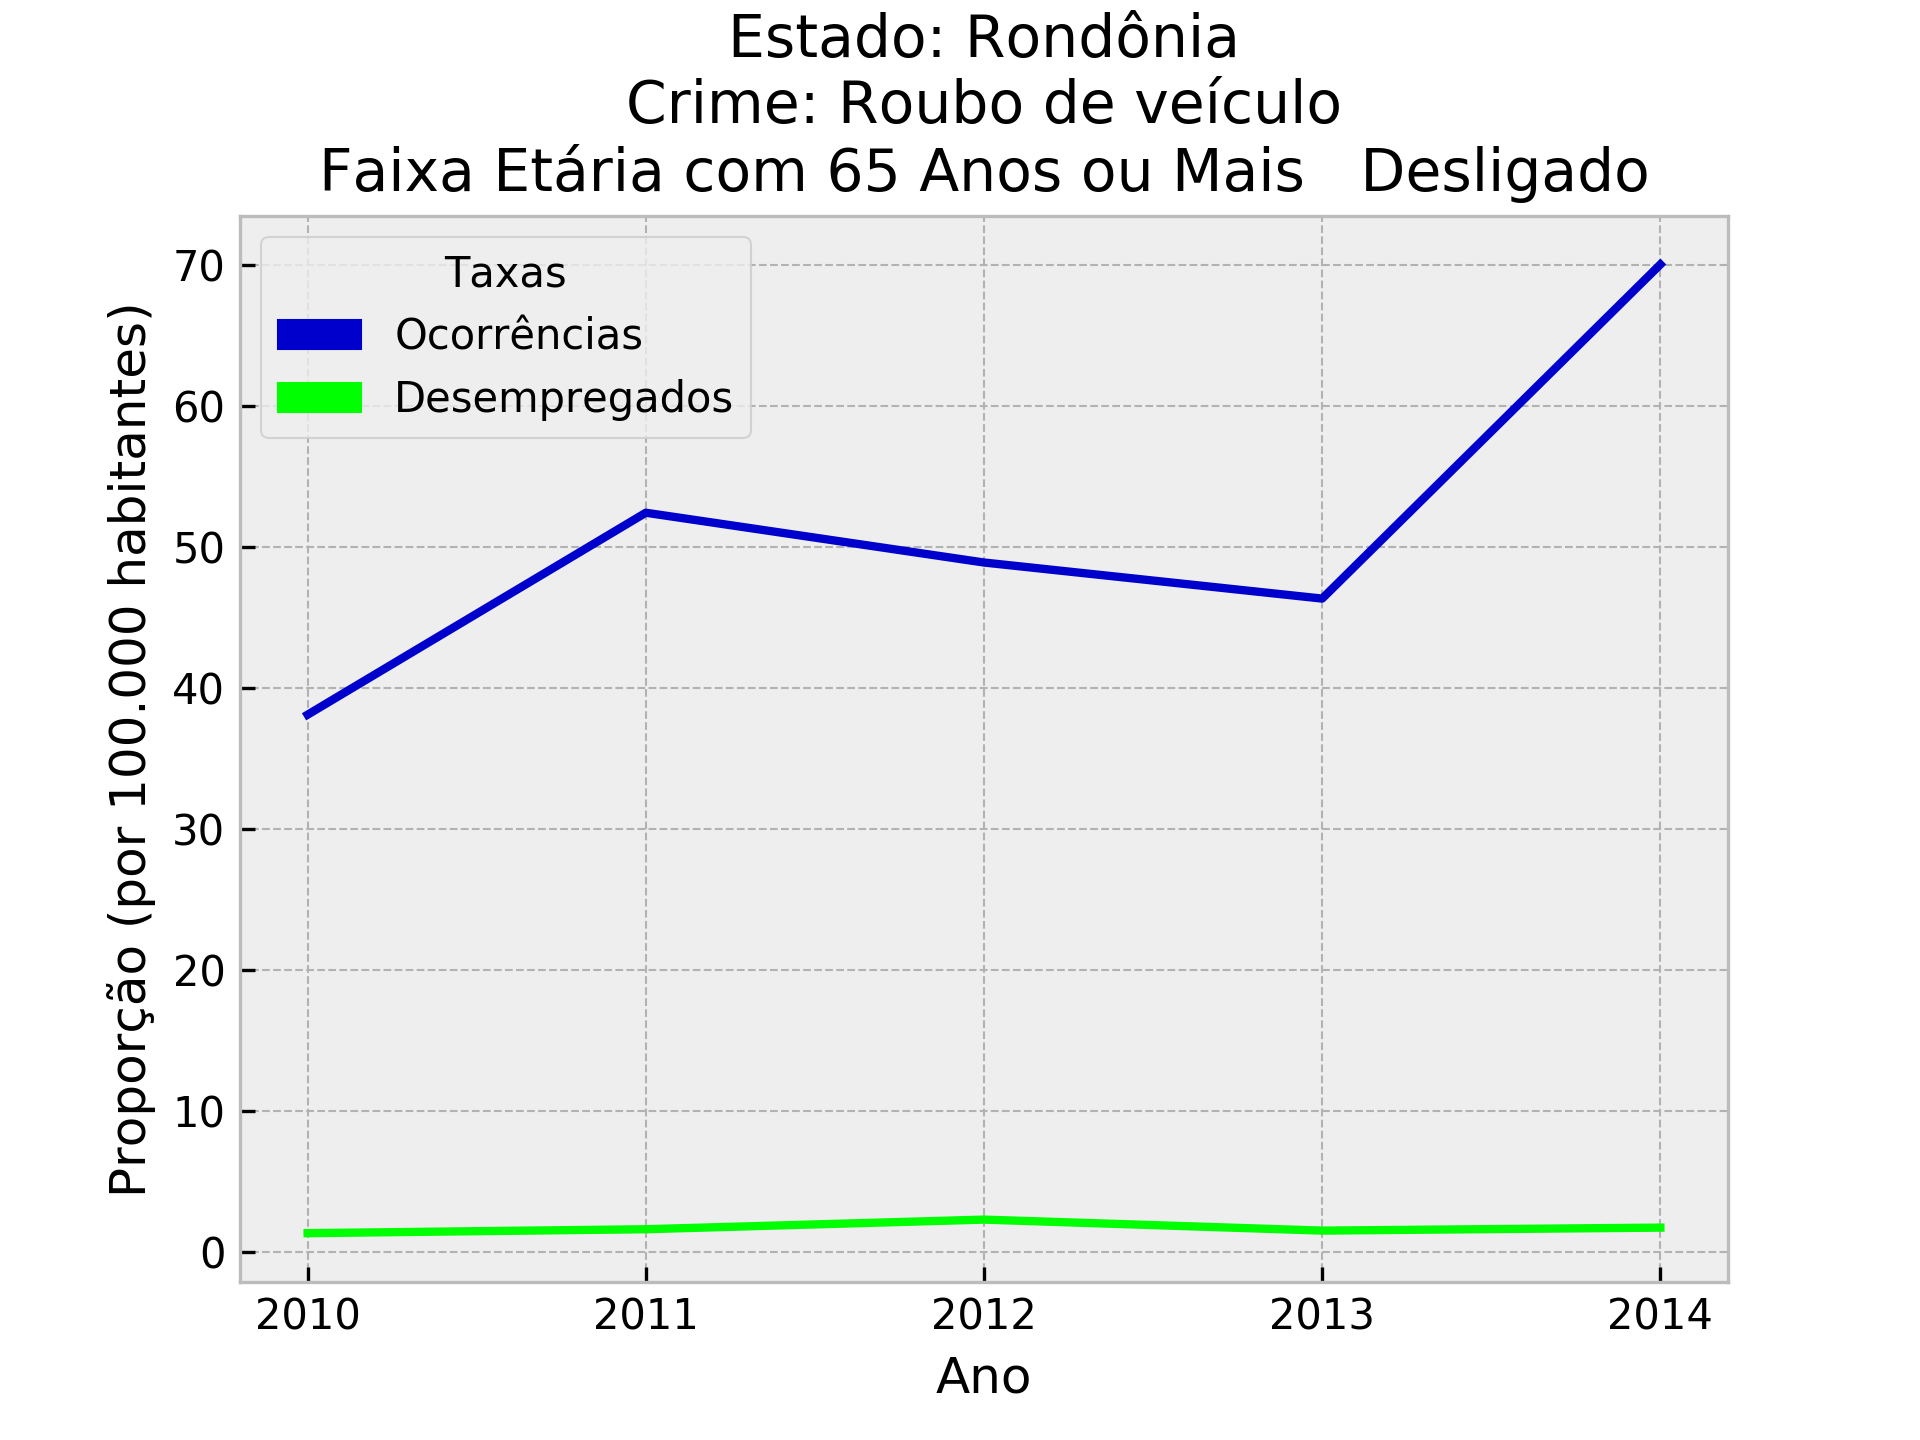 Estado: Rondônia
Crime: Roubo de veículo
Faixa Etária com 65 Anos ou Mais   Desligado
Proporção (por 100.000 habitantes)
70
60
50
40
30
20
10
0
Taxas
Ocorrências
Desempregados
2010
2011
2012
2013
2014
Ano